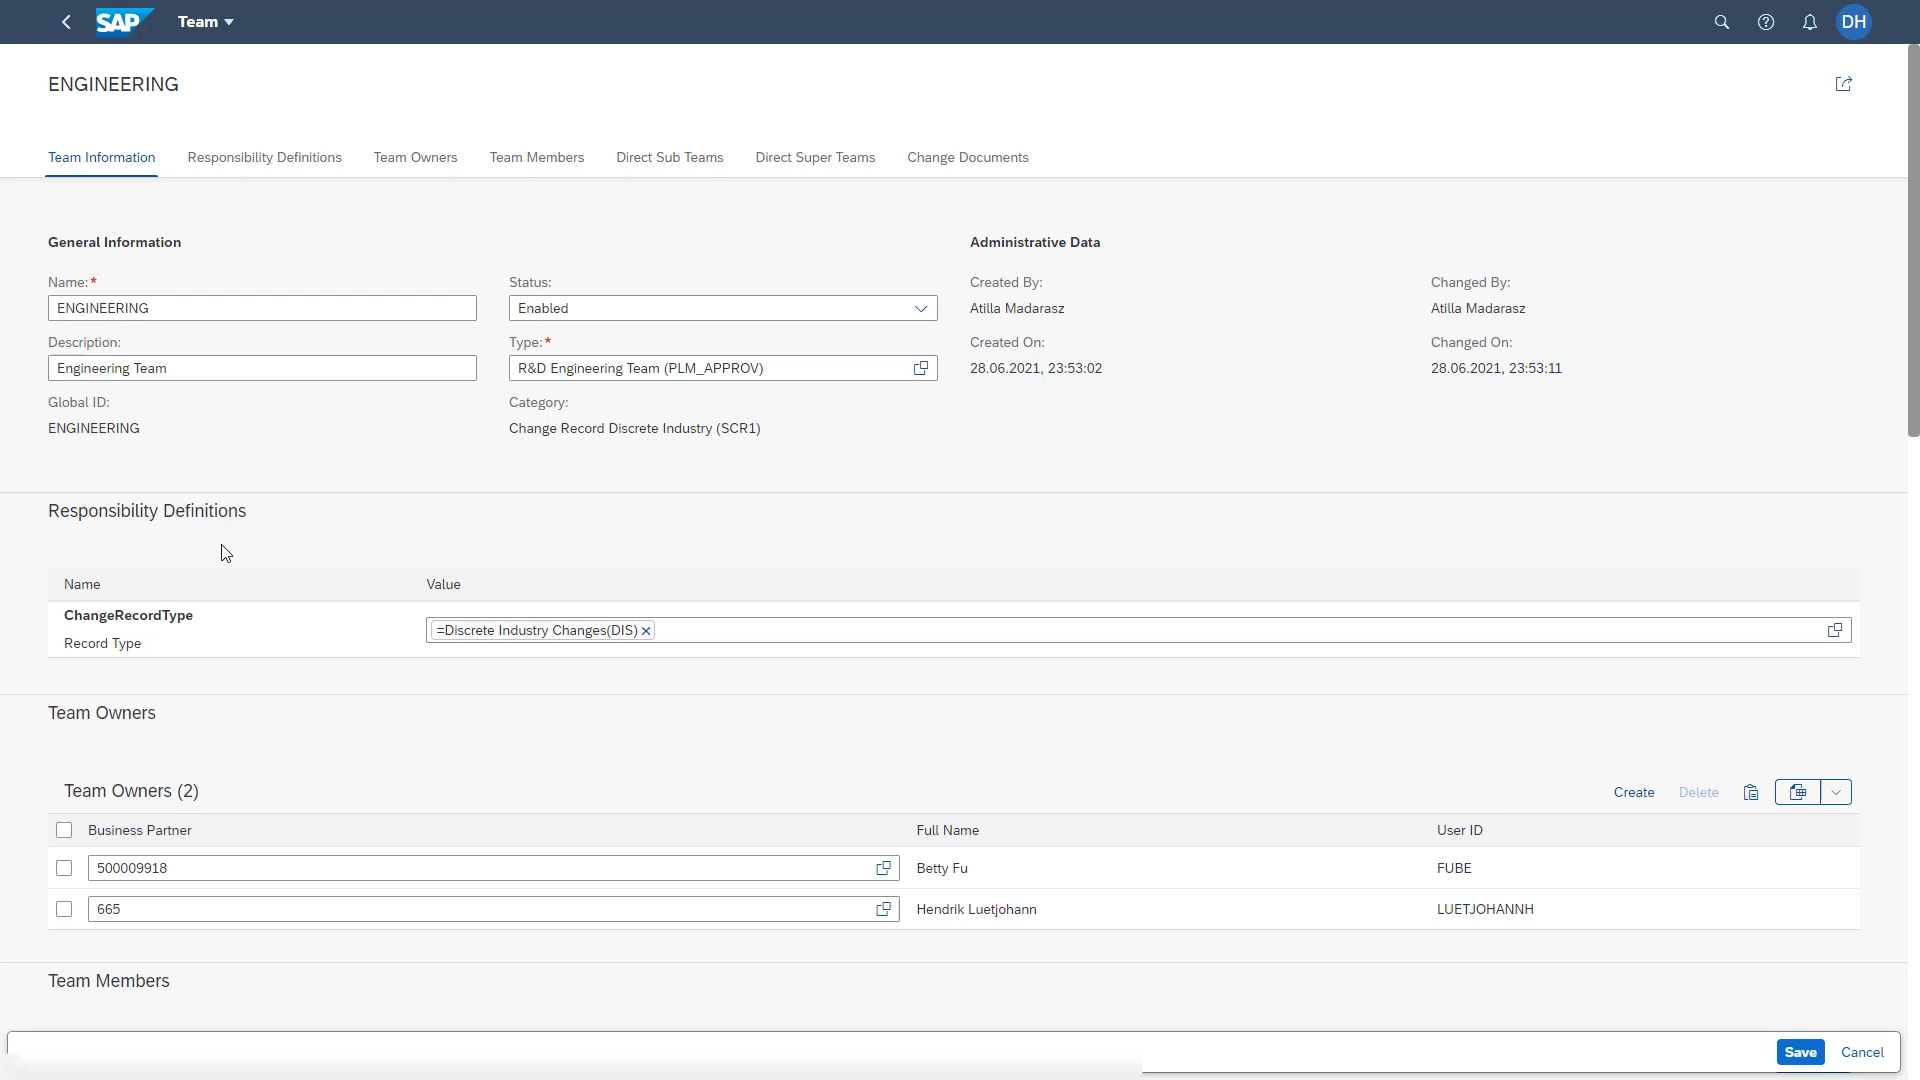 SAP Team DH
ENGINEERING
Team Information Responsibility Definitions Team Owners Team Members Direct Sub Teams Direct Super Teams Change Documents
General Information Administrative Data
Name:* Status: Created By: Changed By:
ENGINEERING Enabled Atilla Madarasz Atilla Madarasz
Description: Type:* Created On: Changed On:
Engineering Team R&D Engineering Team (PLM_APPROV) 28.06.2021, 23:53:02 28.06.2021, 23:53:11
Global ID: Category:
ENGINEERING Change Record Discrete Industry (SCR1)
Responsibility Definitions
Name Value
ChangeRecordType
=Discrete Industry Changes(DIS)
Record Type
Team Owners
Team Owners (2) Create Delete
Business Partner Full Name User ID
500009918 Betty Fu FUBE
665 Hendrik Luetjohann LUETJOHANNH
Team Members
Save Cancel